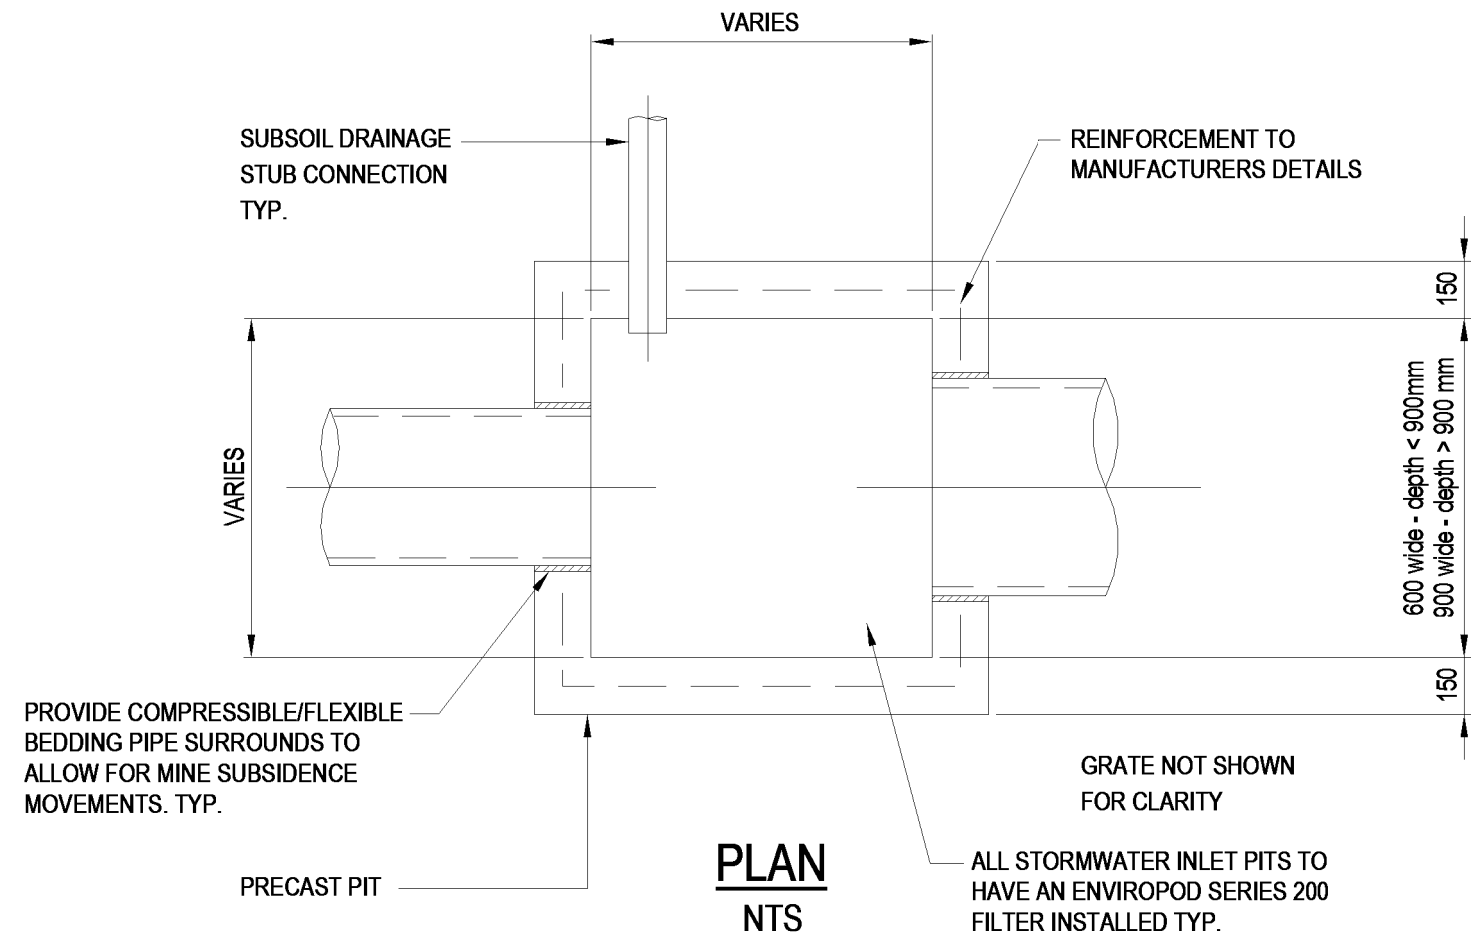 VARIES
SUBSOIL DRAINAGE
STUB CONNECTION
TYP.
REINFORCEMENT TO
MANUFACTURERS DETAILS
150
VARIES
600 wide - depth < 900mm
900 wide - depth > 900 mm
150
PROVIDE COMPRESSIBLE/FLEXIBLE
BEDDING PIPE SURROUNDS TO
ALLOW FOR MINE SUBSIDENCE
MOVEMENTS. TYP.
GRATE NOT SHOWN
FOR CLARITY
PRECAST PIT
PLAN
NTS
ALL STORMWATER INLET PITS TO
HAVE AN ENVIROPOD SERIES 200
FILTER INSTALLED TYP.